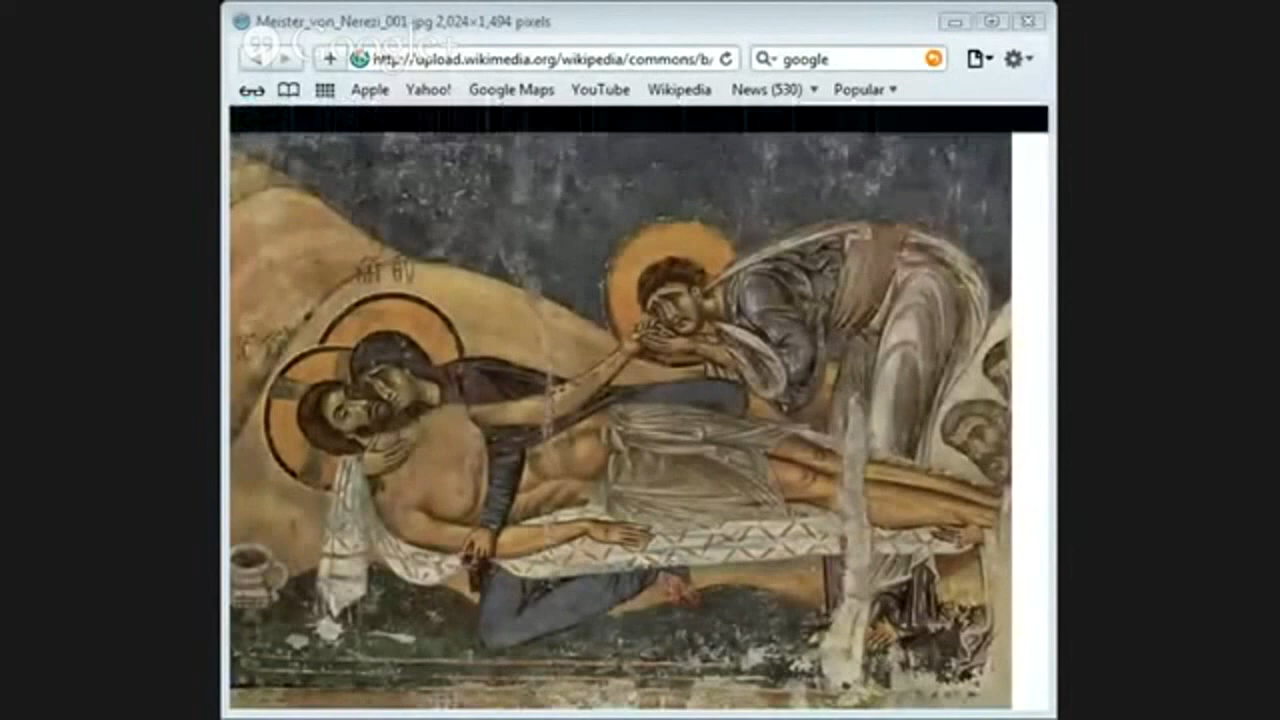 Meister_von_Nerezi_001.jpg 2,024×1,494 pixels
Google+
http://upload.wikimedia.org/wikipedia/commons/b/
google
Apple Yahoo! Google Maps YouTube Wikipedia News (530) Popular